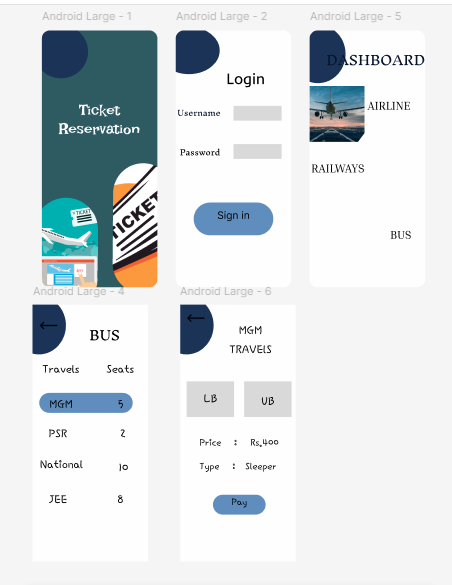 Android Large - 1
Ticket
Reservation
TICKET
TICKET
Android Large - 2
Login
Username
Password
Sign in
Android Large - 5
DASHBOARD
AIRLINE
RAILWAYS
BUS
Android Large - 4
BUS
Travels Seats
MGM 5
PSR 2
National 10
JEE 8
Android Large - 6
MGM
TRAVELS
LB UB
Price : Rs.400
Type : Sleeper
Pay